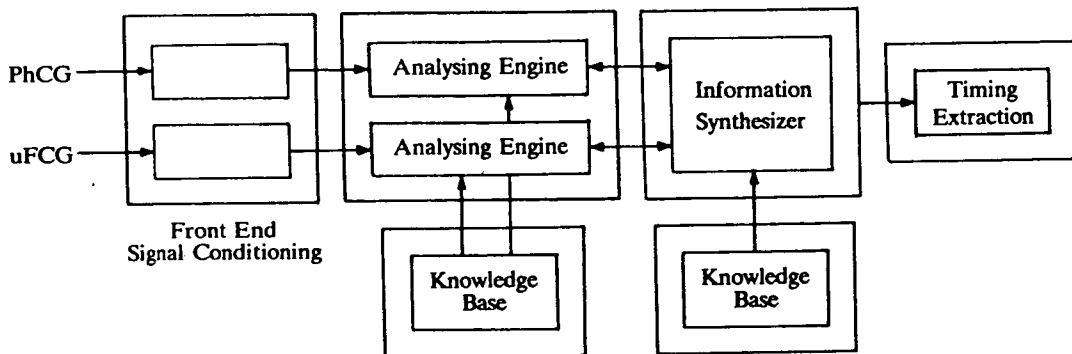 PhCG
uFCG
Front End
Signal Conditioning
Analysing Engine
Analysing Engine
Knowledge
Base
Information
Synthesizer
Knowledge
Base
Timing
Extraction